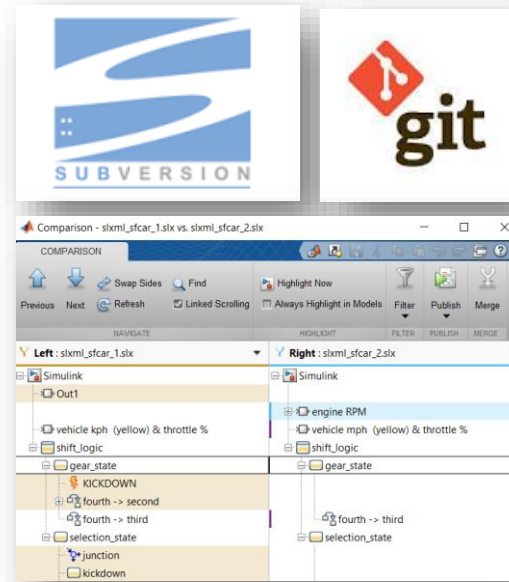 SUBVERSION
git
Comparison - slxml_sfcar_1.slx vs. slxml_sfcar_2.slx
COMPARISON
Swap Sides
Find
Highlight Now
Previous
Next
Refresh
Linked Scrolling
Always Highlight in Models
Filter
Publish
Merge
NAVIGATE
HIGHLIGHT
FILTER
PUBLISH
MERGE
Left : slxml_sfcar_1.slx
Right : slxml_sfcar_2.slx
Simulink
Simulink
Out1
engine RPM
vehicle kph (yellow) & throttle %
vehicle mph (yellow) & throttle %
shift_logic
shift_logic
gear_state
gear_state
KICKDOWN
fourth -> second
fourth -> third
fourth -> third
selection_state
selection_state
junction
kickdown